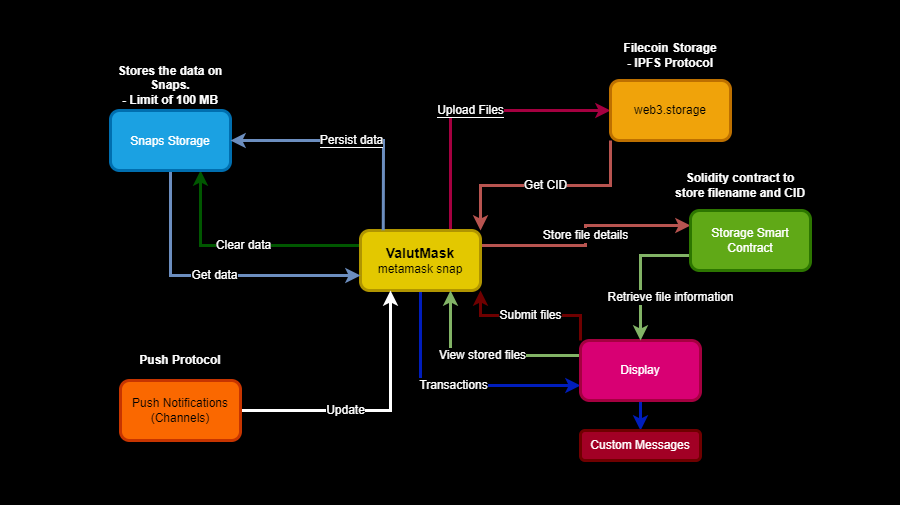 Filecoin Storage
- IPFS Protocol
Stores the data on
Snaps.
- Limit of 100 MB
Upload Files
web3.storage
Snaps Storage
Persist data
Get CID
Solidity contract to
store filename and CID
Store file details
Storage Smart
Contract
Clear data
ValutMask
metamask snap
Get data
Retrieve file information
Submit files
View stored files
Push Protocol
Transactions
Display
Push Notifications
(Channels)
Update
Custom Messages